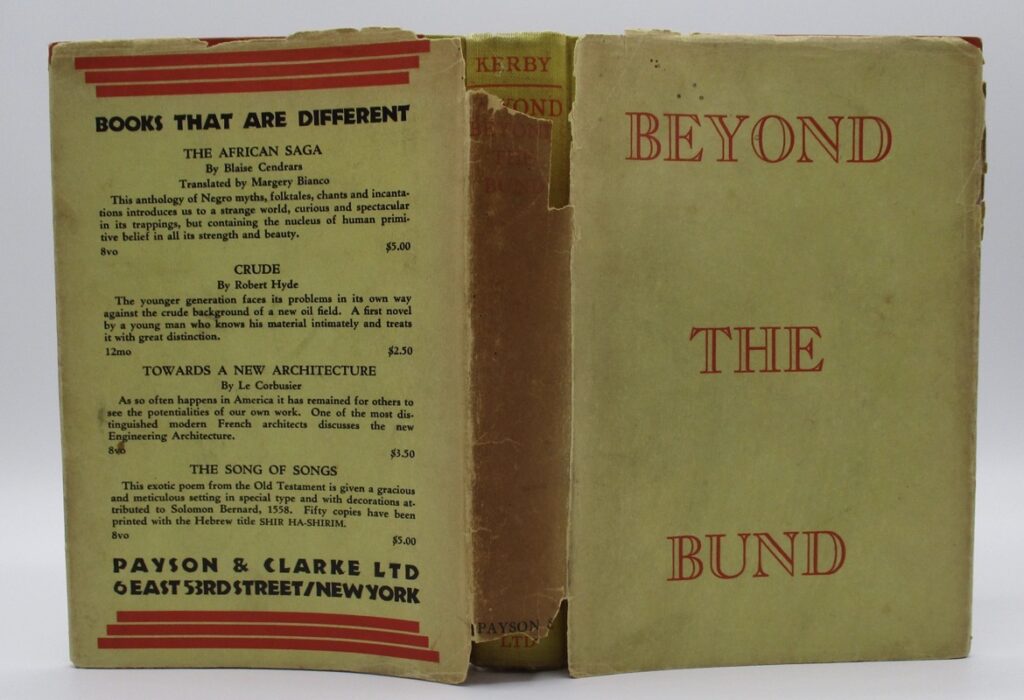 BOOKS THAT ARE DIFFERENT
THE AFRICAN SAGA
By Blaise Cendrars
Translated by Margery Bianco
This anthology of Negro myths, folktales, chants and incanta-
tions introduces us to a strange world, curious and spectacular
in its trappings, but containing the nucleus of human primi-
tive belief in all its strength and beauty.
8vo $5.00
CRUDE
By Robert Hyde
The younger generation faces its problems in its own way
against the crude background of a new oil field. A first novel
by a young man who knows his material intimately and treats
it with great distinction.
12mo $2.50
TOWARDS A NEW ARCHITECTURE
By Le Corbusier
As so often happens in America it has remained for others to
see the potentialities of our own work. One of the most dis-
tinguished modern French architects discusses the new
Engineering Architecture.
8vo $3.50
THE SONG OF SONGS
This exotic poem from the Old Testament is given a gracious
and meticulous setting in special type and with decorations at-
tributed to Solomon Bernard, 1558. Fifty copies have been
printed with the Hebrew title SHIR HA-SHIRIM.
8vo $5.00
PAYSON & CLARKE LTD
6 EAST 53RD STREET/NEW YORK
KERBY
YOND
BEYOND
THE
BUND
PAYSON &
LTD
BEYOND
THE
BUND